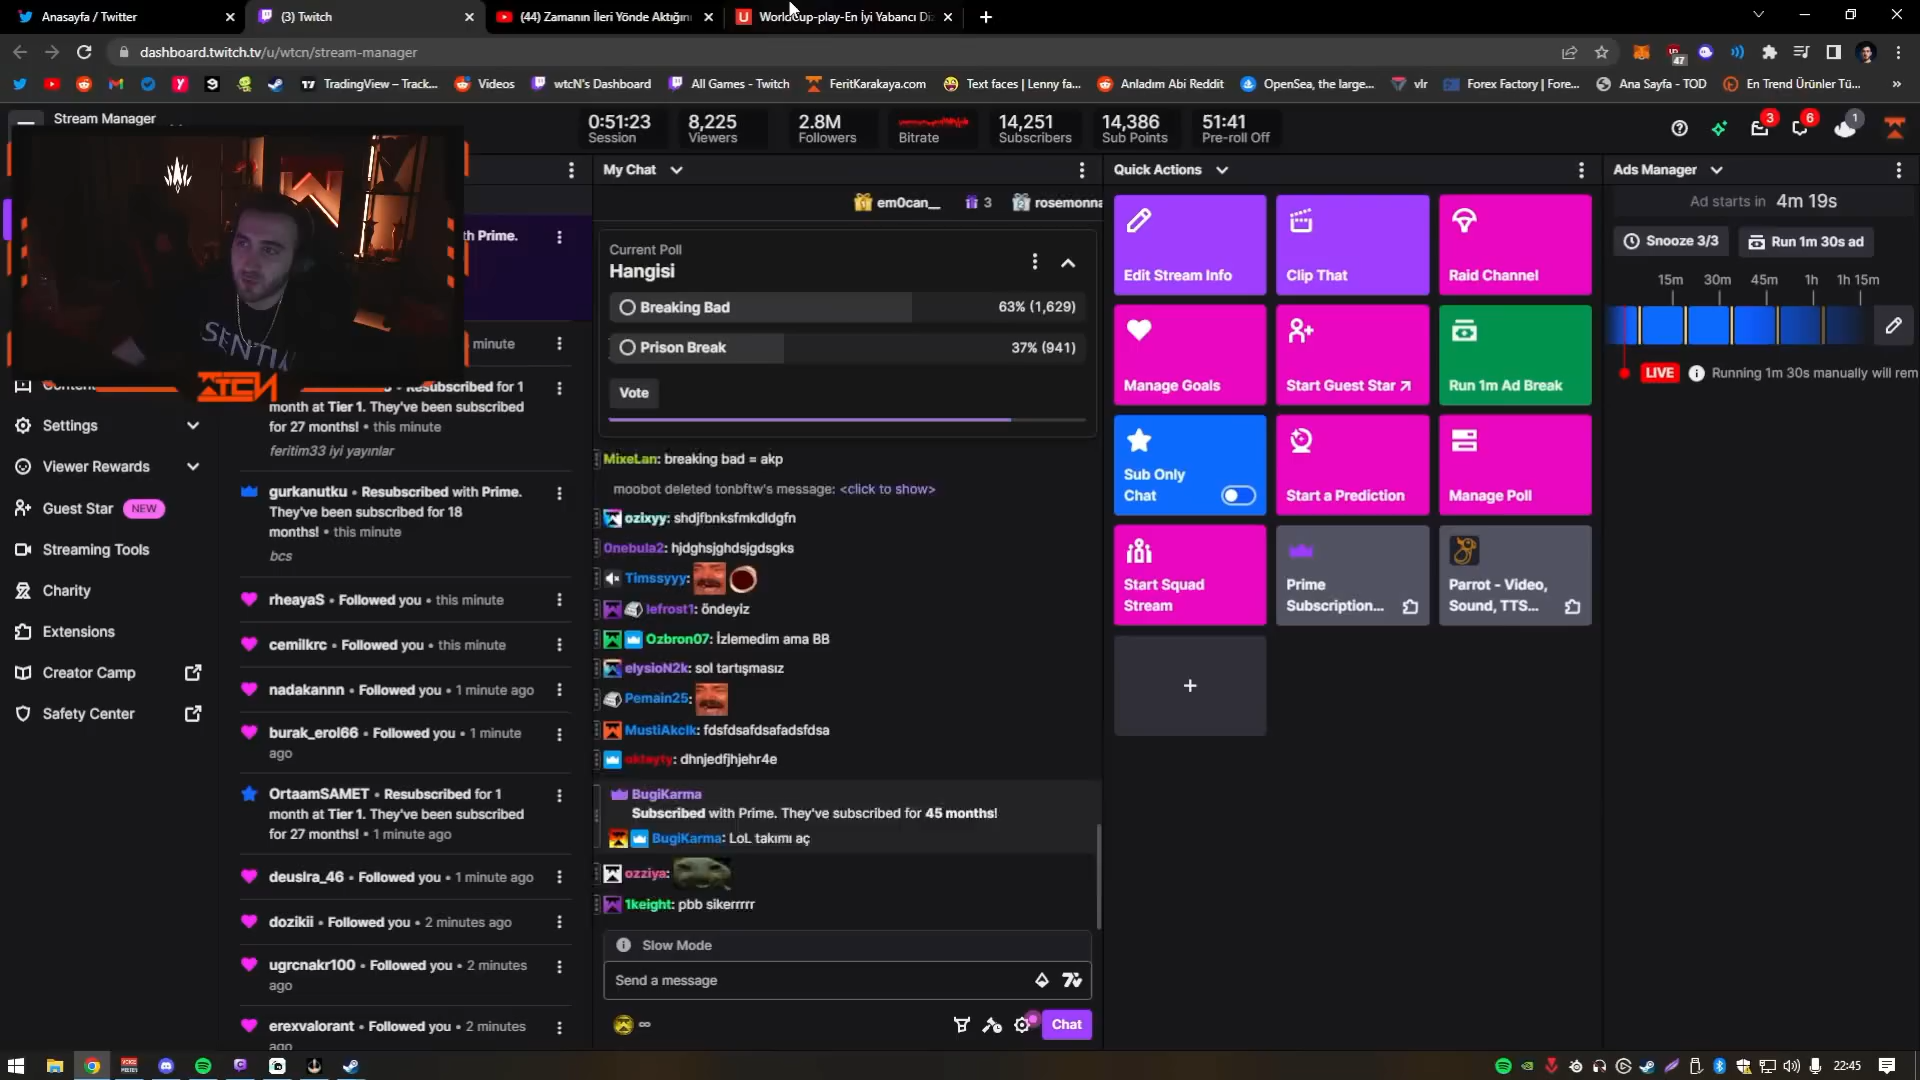 Anasayfa / Twitter
(3) Twitch
(44) Zamanın İleri Yönde Aktığını
WorldCup-play-En İyi Yabancı Di
dashboard.twitch.tv/u/wtcn/stream-manager
47
TradingView – Track...
Videos
wtcN's Dashboard
All Games - Twitch
FeritKarakaya.com
Text faces | Lenny fa...
Anladım Abi Reddit
OpenSea, the large...
vlr
Forex Factory | Fore...
Ana Sayfa - TOD
En Trend Ürünler Tü...
Stream Manager
0:51:23
Session
8,225
Viewers
2.8M
Followers
Bitrate
14,251
Subscribers
14,386
Sub Points
51:41
Pre-roll Off
3
6
1
WTCN
Settings
Viewer Rewards
Guest Star NEW
Streaming Tools
Charity
Extensions
Creator Camp
Safety Center
h Prime.
minute
Resubscribed for 1
month at Tier 1. They've been subscribed
for 27 months! • this minute
feritim33 iyi yayınlar
gurkanutku • Resubscribed with Prime.
They've been subscribed for 18
months! • this minute
bcs
rheayaS • Followed you • this minute
cemilkrc • Followed you • this minute
nadakannn • Followed you • 1 minute ago
burak_erol66 • Followed you • 1 minute
ago
OrtaamSAMET • Resubscribed for 1
month at Tier 1. They've been subscribed
for 27 months! • 1 minute ago
deusira_46 • Followed you • 1 minute ago
dozikii • Followed you • 2 minutes ago
ugrcnakr100 • Followed you • 2 minutes
ago
erexvalorant • Followed you • 2 minutes
ago
My Chat
em0can__
3
rosemonna
Current Poll
Hangisi
Breaking Bad 63% (1,629)
Prison Break 37% (941)
Vote
MixeLan: breaking bad = akp
moobot deleted tonbftw's message: <click to show>
ozixyy: shdjfbnksfmkdldgfn
0nebula2: hjdghsjghdsjgdsgks
Timssyyy:
lefrost1: öndeyiz
Ozbron07: İzlemedim ama BB
elysioN2k: sol tartışmasız
Pemain25:
MustiAkclk: fdsfdsafdsafadsfdsa
oktayty: dhnjedfjhjehr4e
BugiKarma
Subscribed with Prime. They've subscribed for 45 months!
BugiKarma: LoL takımı aç
ozziya:
1keight: pbb sikerrrrr
Slow Mode
Send a message
Chat
Quick Actions
Edit Stream Info
Clip That
Raid Channel
Manage Goals
Start Guest Star
Run 1m Ad Break
Sub Only
Chat
Start a Prediction
Manage Poll
Start Squad
Stream
Prime
Subscription...
Parrot - Video,
Sound, TTS...
Ads Manager
Ad starts in 4m 19s
Snooze 3/3
Run 1m 30s ad
15m 30m 45m 1h 1h 15m
LIVE
Running 1m 30s manually will rem
22:45